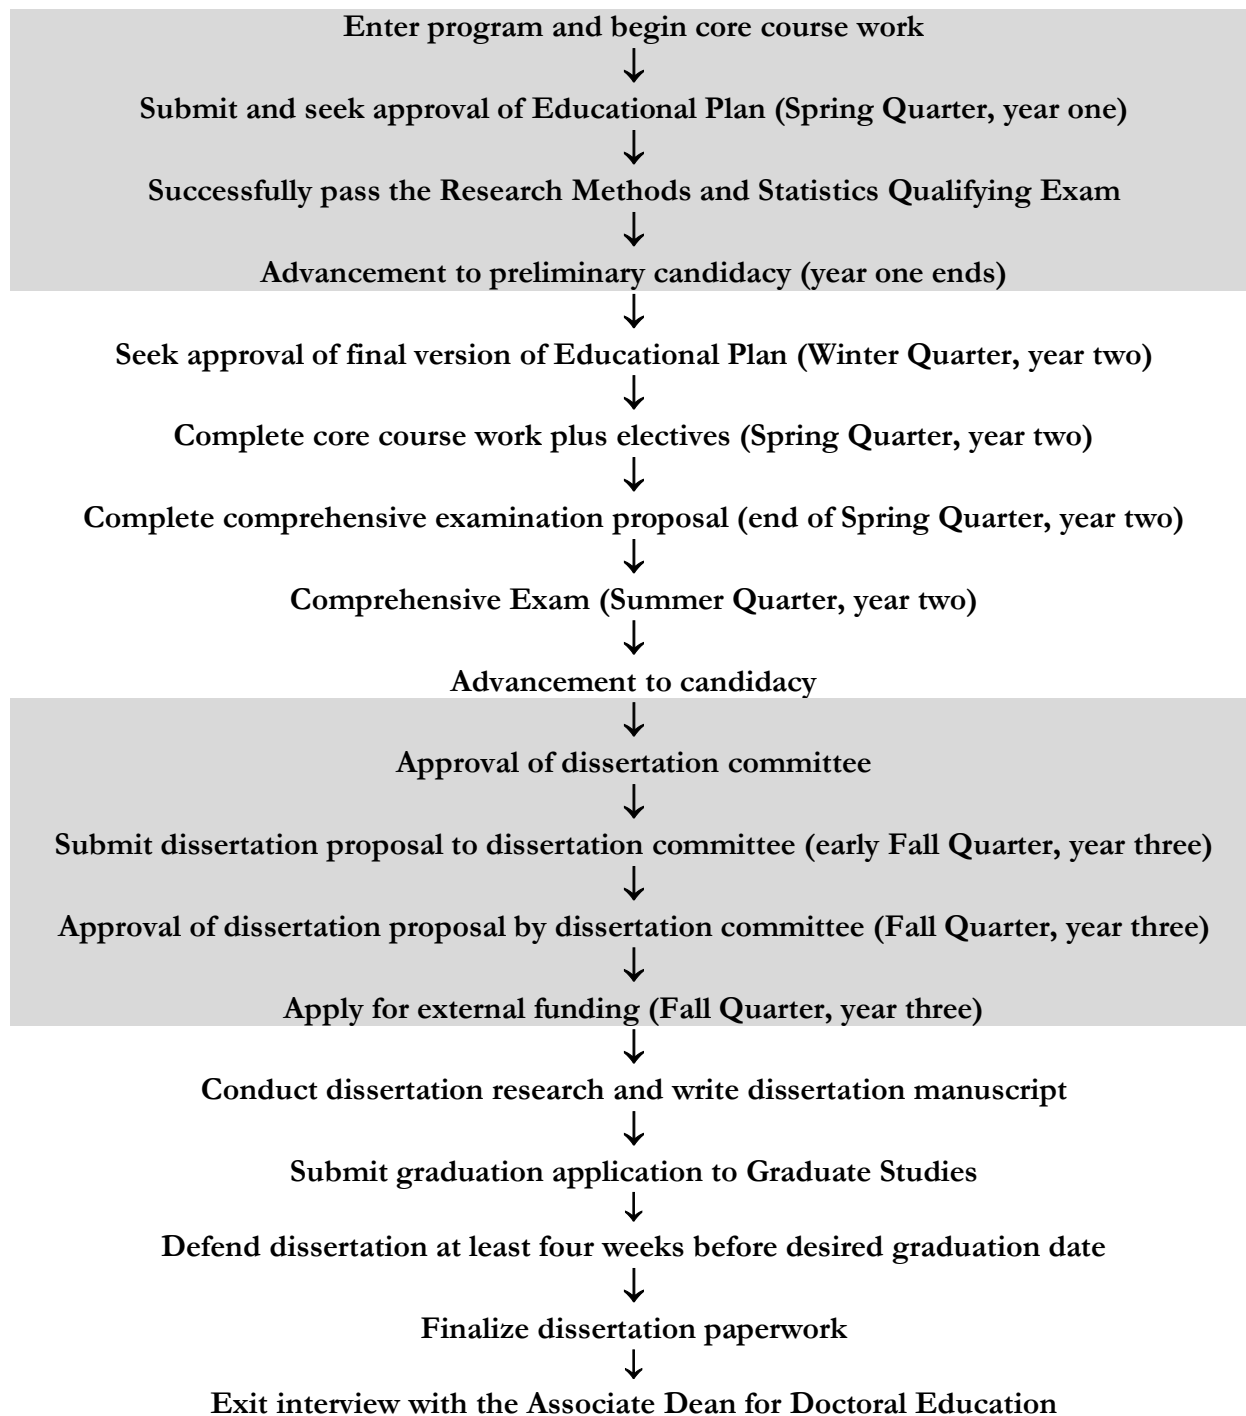 Enter program and begin core course work
↓
Submit and seek approval of Educational Plan (Spring Quarter, year one)
↓
Successfully pass the Research Methods and Statistics Qualifying Exam
↓
Advancement to preliminary candidacy (year one ends)
↓
Seek approval of final version of Educational Plan (Winter Quarter, year two)
↓
Complete core course work plus electives (Spring Quarter, year two)
↓
Complete comprehensive examination proposal (end of Spring Quarter, year two)
↓
Comprehensive Exam (Summer Quarter, year two)
↓
Advancement to candidacy
↓
Approval of dissertation committee
↓
Submit dissertation proposal to dissertation committee (early Fall Quarter, year three)
↓
Approval of dissertation proposal by dissertation committee (Fall Quarter, year three)
↓
Apply for external funding (Fall Quarter, year three)
↓
Conduct dissertation research and write dissertation manuscript
↓
Submit graduation application to Graduate Studies
↓
Defend dissertation at least four weeks before desired graduation date
↓
Finalize dissertation paperwork
↓
Exit interview with the Associate Dean for Doctoral Education